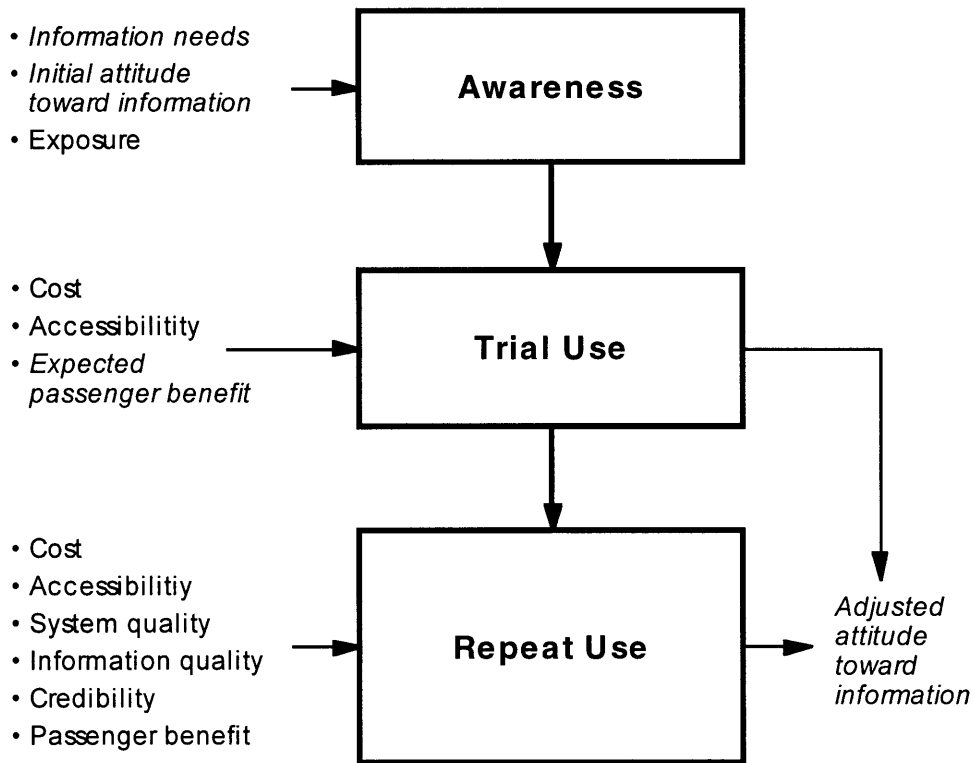 • Information needs
• Initial attitude
toward information
• Exposure
Awareness
• Cost
• Accessibilitity
• Expected
passenger benefit
Trial Use
• Cost
• Accessibilitiy
• System quality
• Information quality
• Credibility
• Passenger benefit
Repeat Use
Adjusted
attitude
toward
information